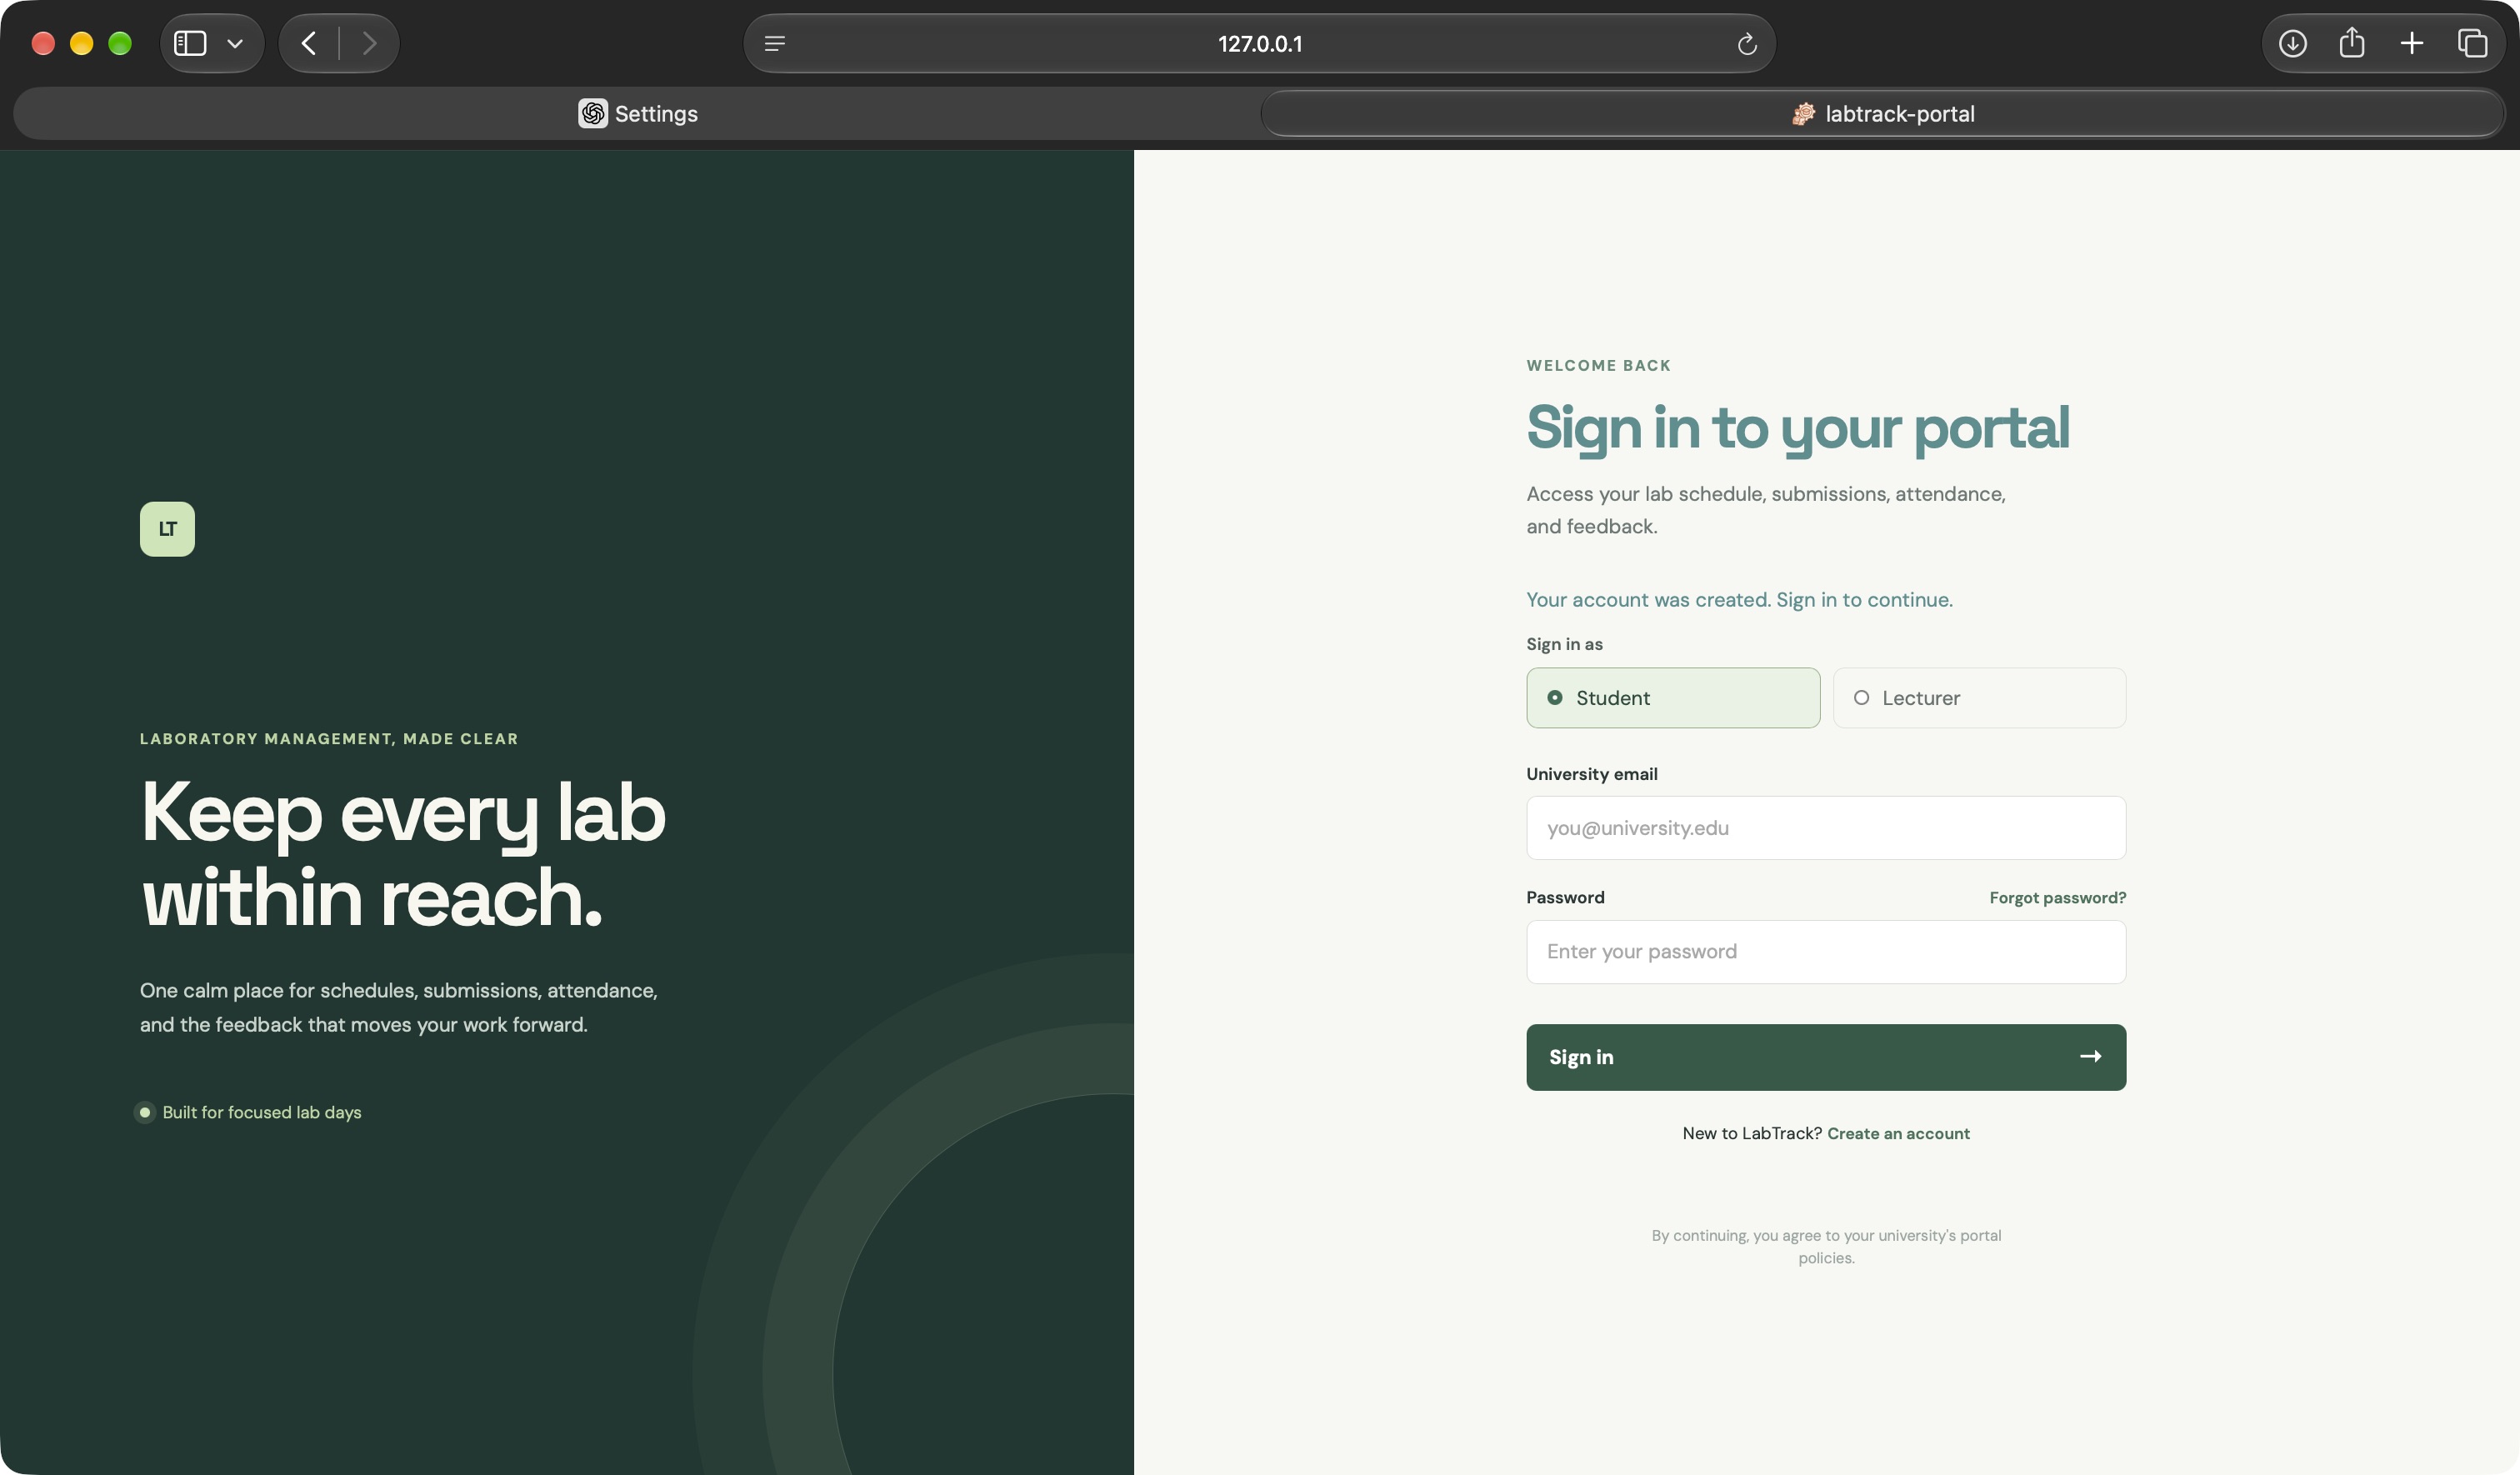 127.0.0.1
Settings
labtrack-portal
LT
LABORATORY MANAGEMENT, MADE CLEAR
Keep every lab
within reach.
One calm place for schedules, submissions, attendance,
and the feedback that moves your work forward.
Built for focused lab days
WELCOME BACK
Sign in to your portal
Access your lab schedule, submissions, attendance,
and feedback.
Your account was created. Sign in to continue.
Sign in as
Student
Lecturer
University email
you@university.edu
Password
Forgot password?
Enter your password
Sign in →
New to LabTrack? Create an account
By continuing, you agree to your university's portal
policies.